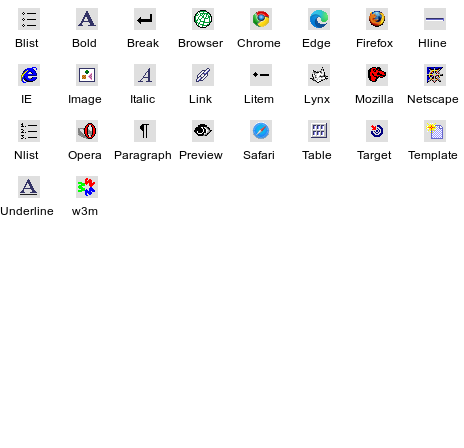 Blist Bold Break Browser Chrome Edge Firefox Hline
IE Image Italic Link Litem Lynx Mozilla Netscape
Nlist Opera Paragraph Preview Safari Table Target Template
Underline w3m